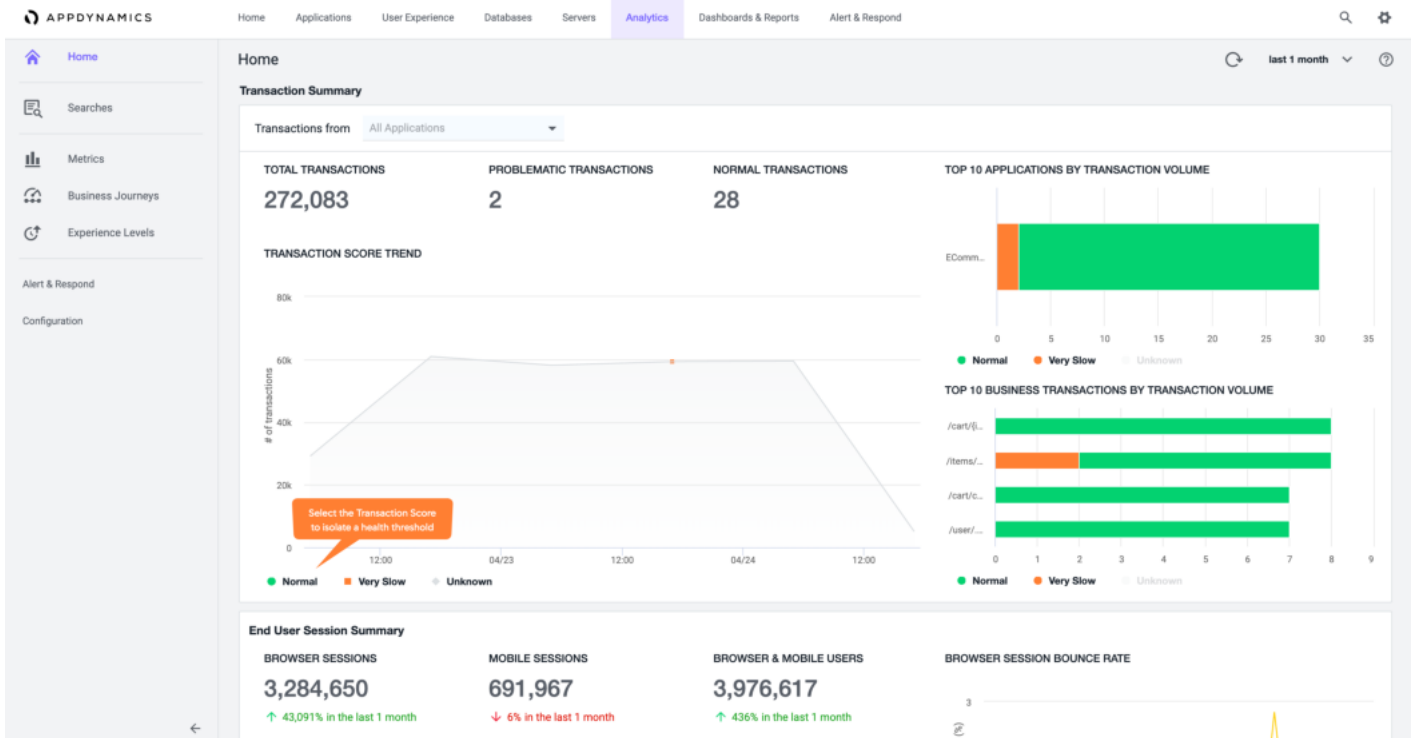 APPDYNAMICS
Home Applications User Experience Databases Servers Analytics Dashboards & Reports Alert & Respond
Home
Searches
Metrics
Business Journeys
Experience Levels
Alert & Respond
Configuration
Home
last 1 month
Transaction Summary
Transactions from All Applications
TOTAL TRANSACTIONS
272,083
PROBLEMATIC TRANSACTIONS
2
NORMAL TRANSACTIONS
28
TRANSACTION SCORE TREND
# of transactions
80k
60k
40k
20k
0
12:00 04/23 12:00 04/24 12:00
Select the Transaction Score
to isolate a health threshold
Normal Very Slow Unknown
TOP 10 APPLICATIONS BY TRANSACTION VOLUME
EComm...
0 5 10 15 20 25 30 35
Normal Very Slow Unknown
TOP 10 BUSINESS TRANSACTIONS BY TRANSACTION VOLUME
/cart/{i...
/items/...
/cart/c...
/user/....
0 1 2 3 4 5 6 7 8 9
Normal Very Slow Unknown
End User Session Summary
BROWSER SESSIONS
3,284,650
43,091% in the last 1 month
MOBILE SESSIONS
691,967
6% in the last 1 month
BROWSER & MOBILE USERS
3,976,617
436% in the last 1 month
BROWSER SESSION BOUNCE RATE
3